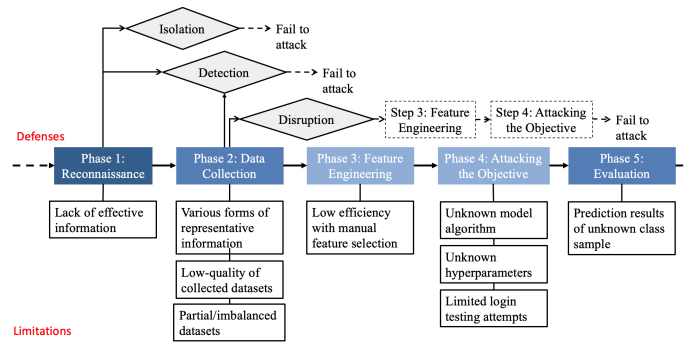 Isolation
Fail to
attack
Detection
Fail to
attack
Disruption
Step 3: Feature
Engineering
Step 4: Attacking
the Objective
Fail to
attack
Defenses
Phase 1:
Reconnaissance
Phase 2: Data
Collection
Phase 3: Feature
Engineering
Phase 4: Attacking
the Objective
Phase 5:
Evaluation
Lack of effective
information
Various forms of
representative
information
Low-quality of
collected datasets
Partial/imbalanced
datasets
Low efficiency
with manual
feature selection
Unknown model
algorithm
Unknown
hyperparameters
Limited login
testing attempts
Prediction results
of unknown class
sample
Limitations